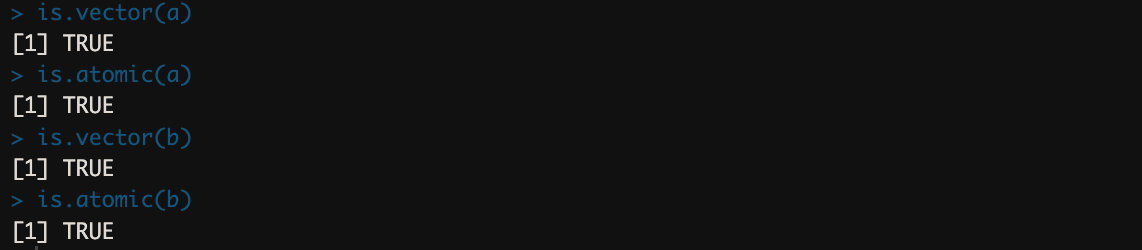 > is.vector(a)
[1] TRUE
> is.atomic(a)
[1] TRUE
> is.vector(b)
[1] TRUE
> is.atomic(b)
[1] TRUE